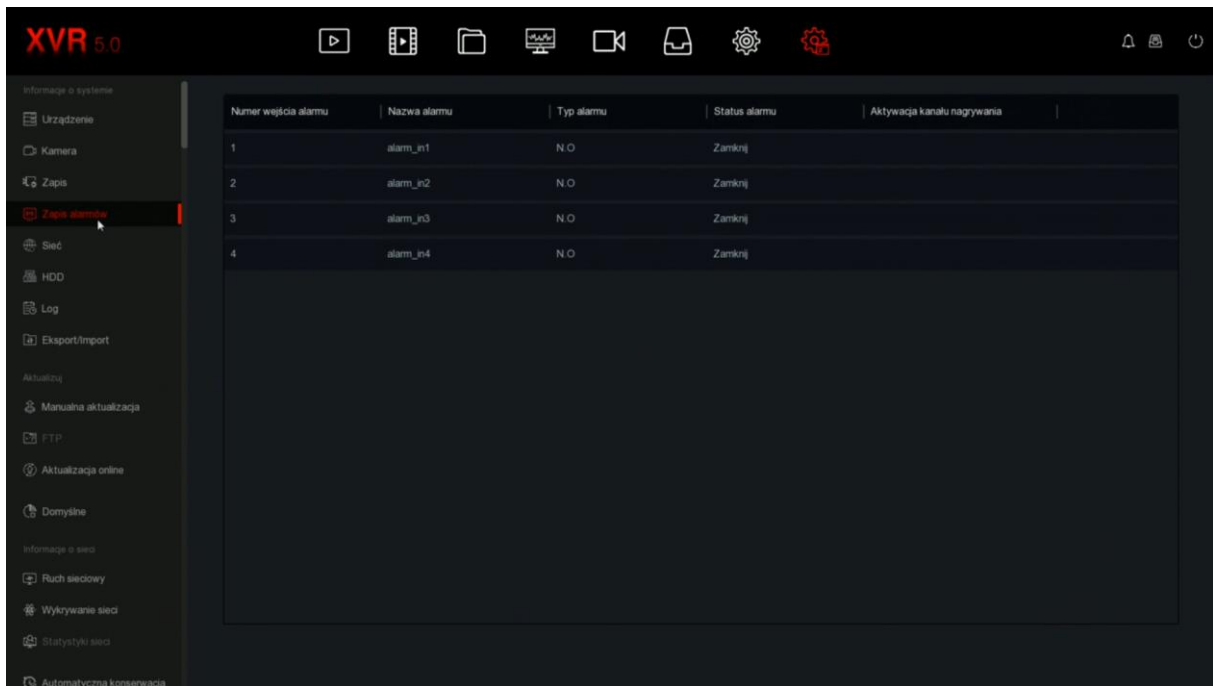 XVR 5.0
Informacje o systemie
Urządzenie
Kamera
Zapis
Zapis alarmów
Sieć
HDD
Log
Eksport/Import
Aktualizuj
Manualna aktualizacja
FTP
Aktualizacja online
Domyślne
Informacje o sieci
Ruch sieciowy
Wykrywanie sieci
Statystyki sieci
Automatyczna konserwacja
Numer wejścia alarmu Nazwa alarmu Typ alarmu Status alarmu Aktywacja kanału nagrywania
1 alarm_in1 N.O Zamknij
2 alarm_in2 N.O Zamknij
3 alarm_in3 N.O Zamknij
4 alarm_in4 N.O Zamknij